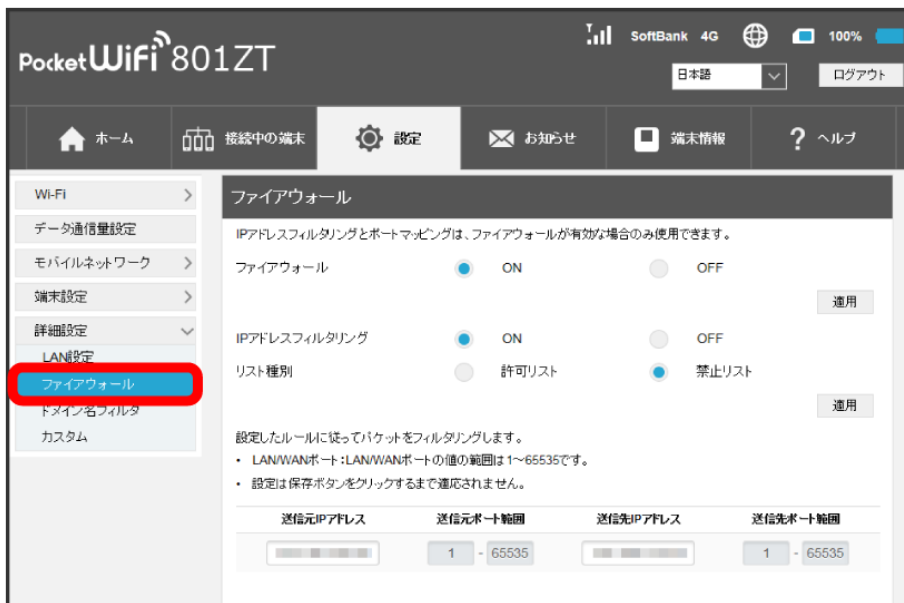 PocketWiFi 801ZT
SoftBank 4G
100%
日本語
ログアウト
ホーム
接続中の端末
設定
お知らせ
端末情報
ヘルプ
Wi-Fi
データ通信量設定
モバイルネットワーク
端末設定
詳細設定
LAN設定
ファイアウォール
ドメイン名フィルタ
カスタム
ファイアウォール
IPアドレスフィルタリングとポートマッピングは、ファイアウォールが有効な場合のみ使用できます。
ファイアウォール ON OFF
適用
IPアドレスフィルタリング ON OFF
リスト種別 許可リスト 禁止リスト
適用
設定したルールに従ってパケットをフィルタリングします。
• LAN/WANポート:LAN/WANポートの値の範囲は1～65535です。
• 設定は保存ボタンをクリックするまで適応されません。
送信元IPアドレス 送信元ポート範囲 送信先IPアドレス 送信先ポート範囲
1 - 65535 1 - 65535